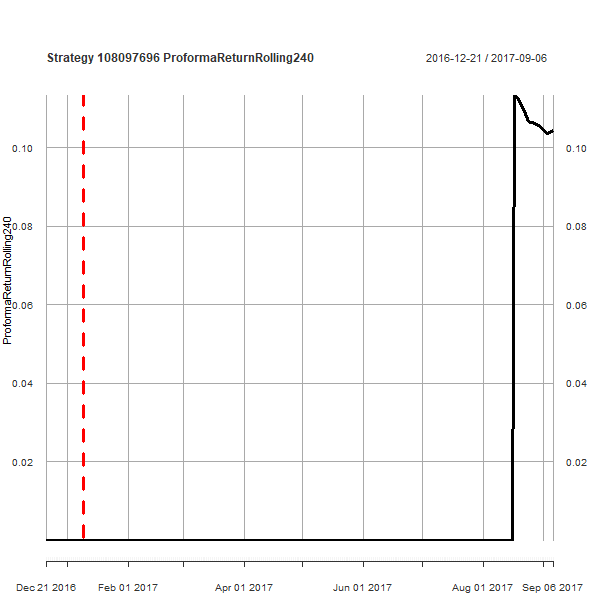 Strategy 108097696 ProformaReturnRolling240
2016-12-21 / 2017-09-06
ProformaReturnRolling240
0.10 0.10
0.08 0.08
0.06 0.06
0.04 0.04
0.02 0.02
Dec 21 2016 Feb 01 2017 Apr 01 2017 Jun 01 2017 Aug 01 2017 Sep 06 2017